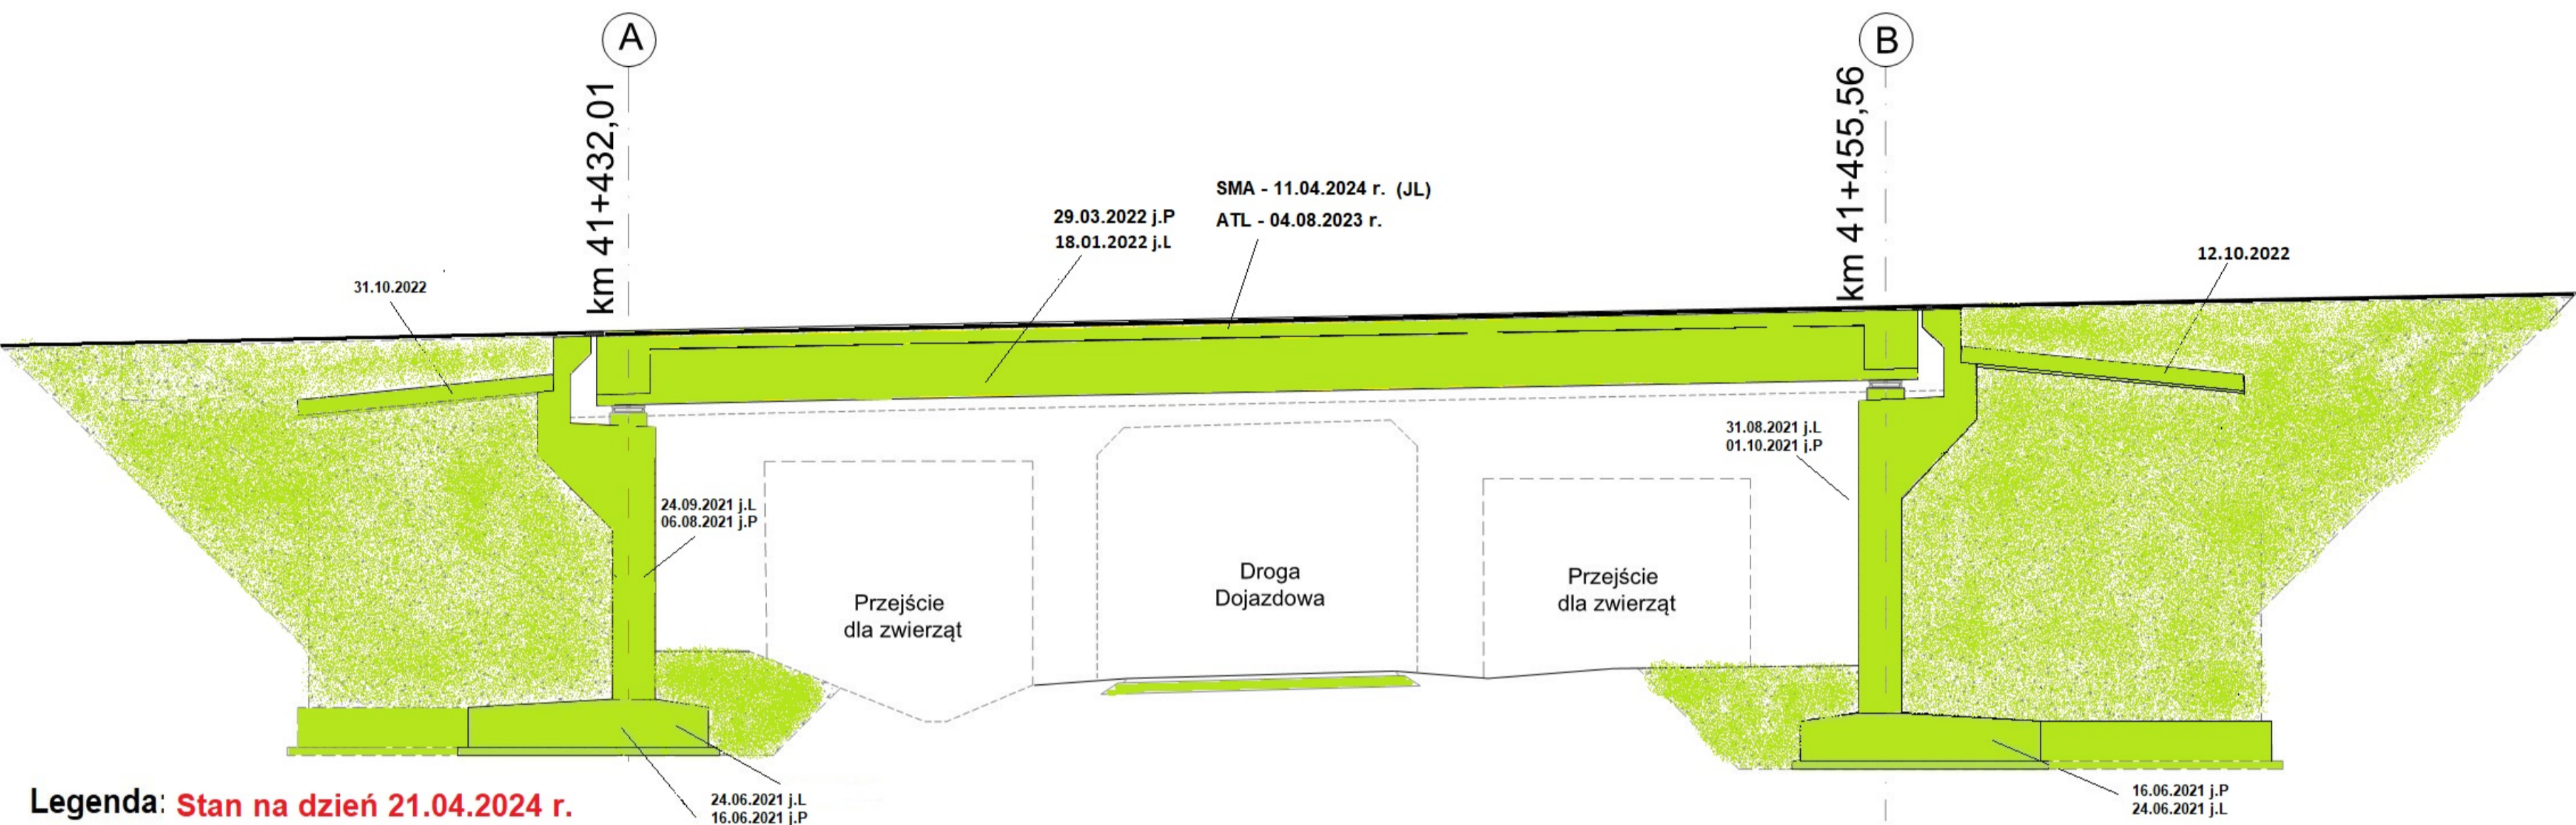 A
B
km 41+432,01
km 41+455,56
SMA - 11.04.2024 r. (JL)
ATL - 04.08.2023 r.
29.03.2022 j.P
18.01.2022 j.L
12.10.2022
31.10.2022
31.08.2021 j.L
01.10.2021 j.P
24.09.2021 j.L
06.08.2021 j.P
Przejście
dla zwierząt
Droga
Dojazdowa
Przejście
dla zwierząt
24.06.2021 j.L
16.06.2021 j.P
16.06.2021 j.P
24.06.2021 j.L
Legenda: Stan na dzień 21.04.2024 r.